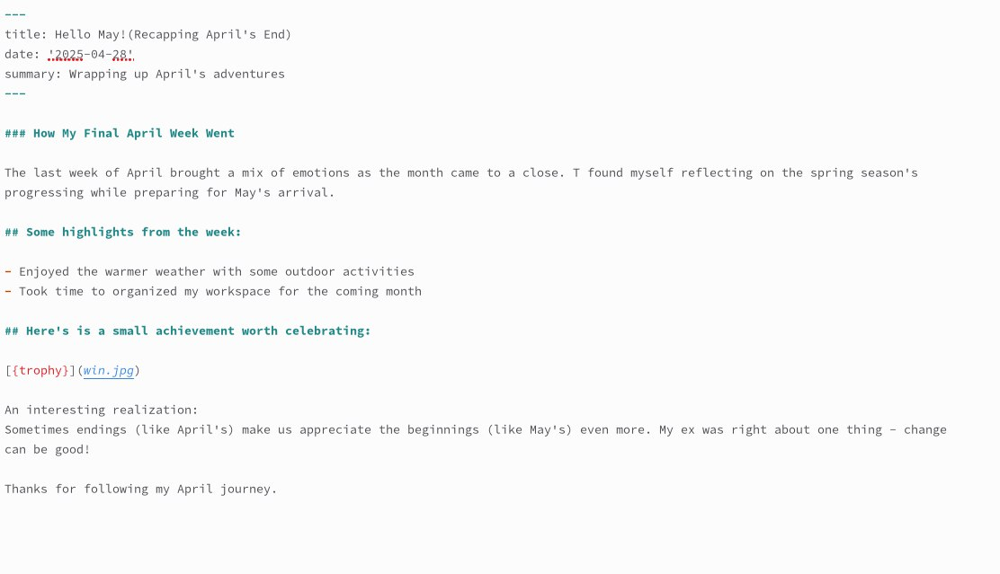 ---
title: Hello May!(Recapping April's End)
date: '2025-04-28'
summary: Wrapping up April's adventures
---
### How My Final April Week Went
The last week of April brought a mix of emotions as the month came to a close. T found myself reflecting on the spring season's
progressing while preparing for May's arrival.
## Some highlights from the week:
- Enjoyed the warmer weather with some outdoor activities
- Took time to organized my workspace for the coming month
## Here's is a small achievement worth celebrating:
[{trophy}](win.jpg)
An interesting realization:
Sometimes endings (like April's) make us appreciate the beginnings (like May's) even more. My ex was right about one thing - change
can be good!
Thanks for following my April journey.